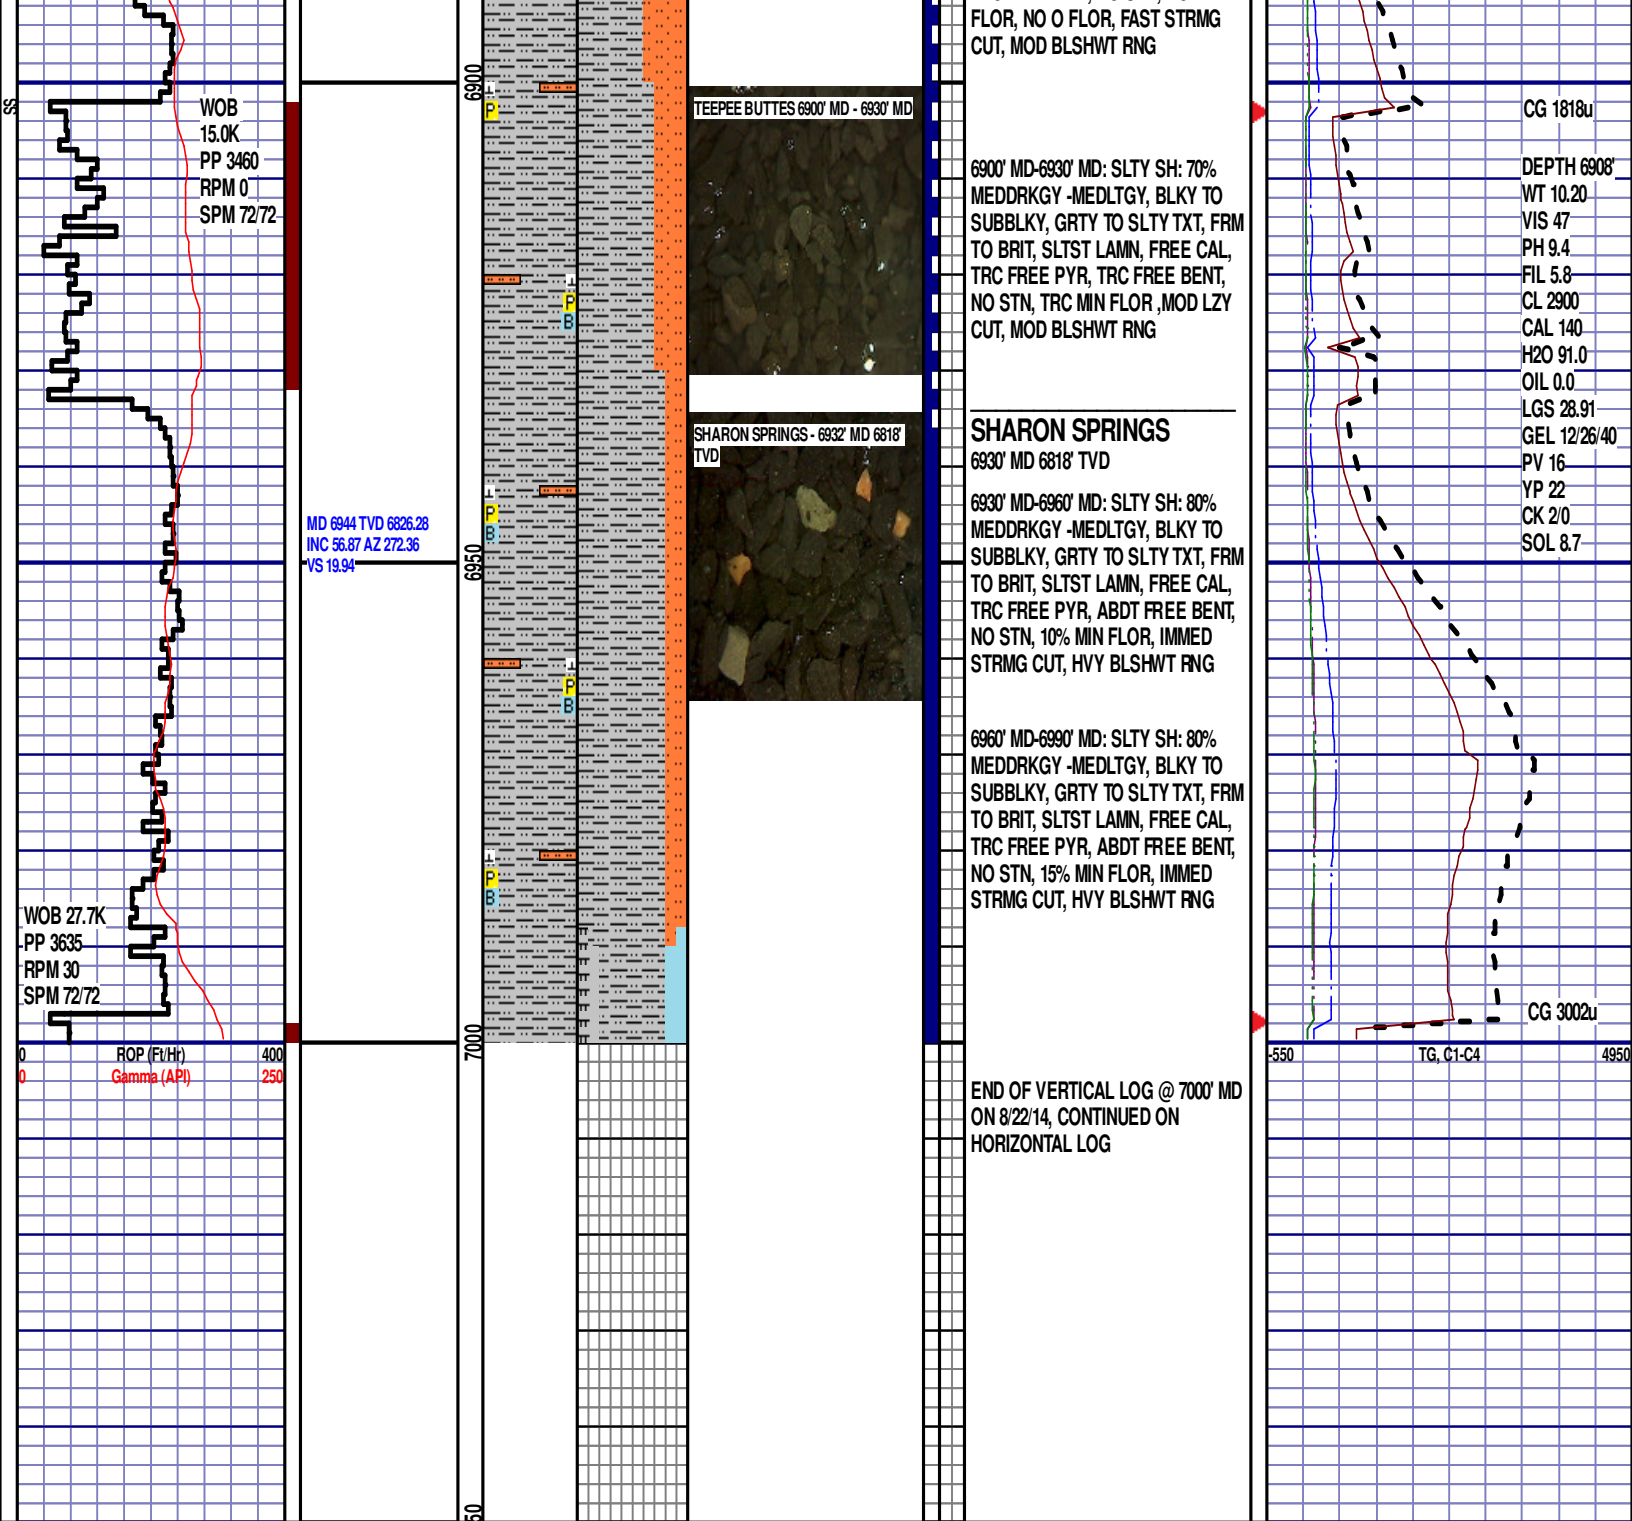 FLOR, NO O FLOR, FAST STRMG
CUT, MOD BLSHWT RNG
SS
WOB
15.0K
PP 3460
RPM 0
SPM 72/72
6900
P
TEEPEE BUTTES 6900' MD - 6930' MD
6900' MD-6930' MD: SLTY SH: 70%
MEDDRKGY -MEDLTGY, BLKY TO
SUBBLKY, GRTY TO SLTY TXT, FRM
TO BRIT, SLTST LAMN, FREE CAL,
TRC FREE PYR, TRC FREE BENT,
NO STN, TRC MIN FLOR ,MOD LZY
CUT, MOD BLSHWT RNG
CG 1818u
DEPTH 6908'
WT 10.20
VIS 47
PH 9.4
FIL 5.8
CL 2900
CAL 140
H2O 91.0
OIL 0.0
LGS 28.91
GEL 12/26/40
PV 16
YP 22
CK 2/0
SOL 8.7
P
B
SHARON SPRINGS - 6932' MD 6818'
TVD
SHARON SPRINGS
6930' MD 6818' TVD
6930' MD-6960' MD: SLTY SH: 80%
MEDDRKGY -MEDLTGY, BLKY TO
SUBBLKY, GRTY TO SLTY TXT, FRM
TO BRIT, SLTST LAMN, FREE CAL,
TRC FREE PYR, ABDT FREE BENT,
NO STN, 10% MIN FLOR, IMMED
STRMG CUT, HVY BLSHWT RNG
P
B
MD 6944 TVD 6826.28
INC 56.87 AZ 272.36
VS 19.94
6950
P
B
6960' MD-6990' MD: SLTY SH: 80%
MEDDRKGY -MEDLTGY, BLKY TO
SUBBLKY, GRTY TO SLTY TXT, FRM
TO BRIT, SLTST LAMN, FREE CAL,
TRC FREE PYR, ABDT FREE BENT,
NO STN, 15% MIN FLOR, IMMED
STRMG CUT, HVY BLSHWT RNG
P
B
WOB 27.7K
PP 3635
RPM 30
SPM 72/72
CG 3002u
7000
0 ROP (Ft/Hr) 400
0 Gamma (API) 250
-550 TG, C1-C4 4950
END OF VERTICAL LOG @ 7000' MD
ON 8/22/14, CONTINUED ON
HORIZONTAL LOG